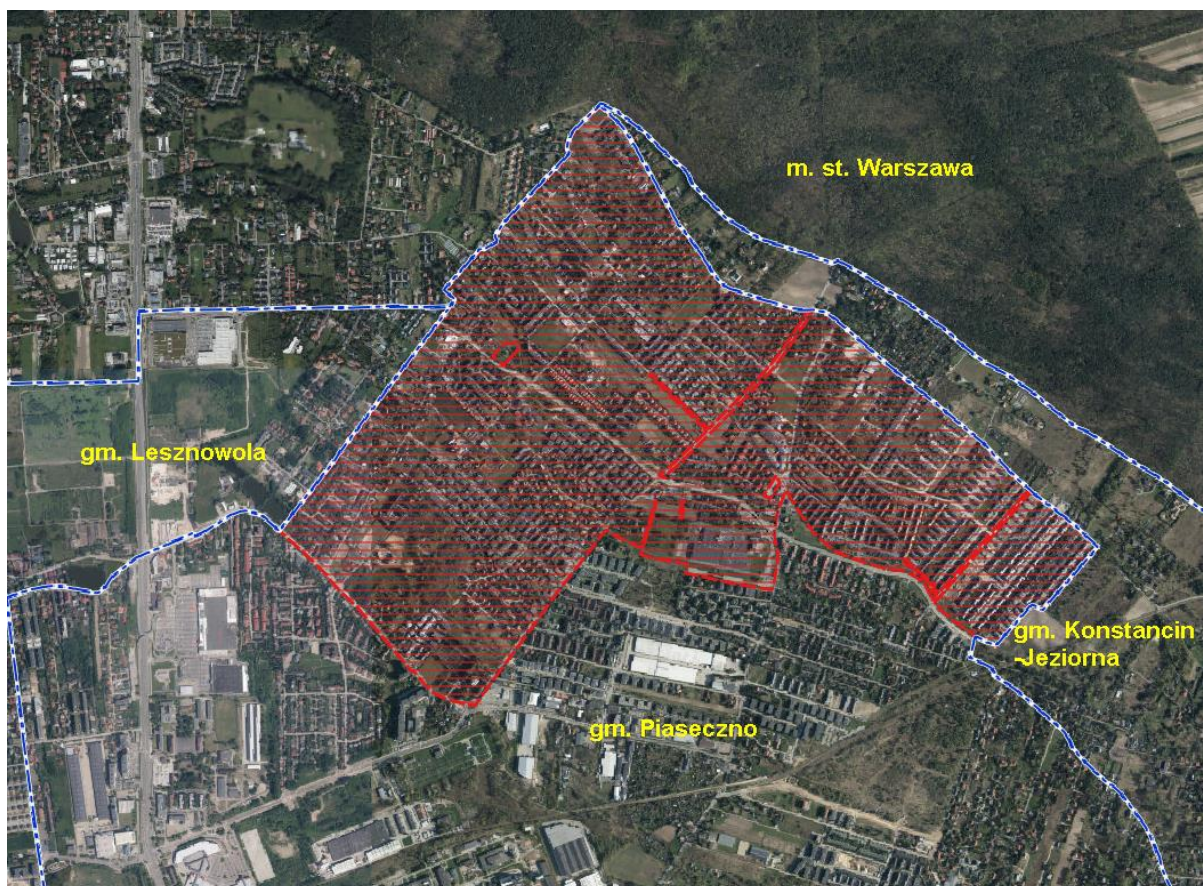 m. st. Warszawa
gm. Lesznowola
gm. Konstancin
-Jeziorna
gm. Piaseczno